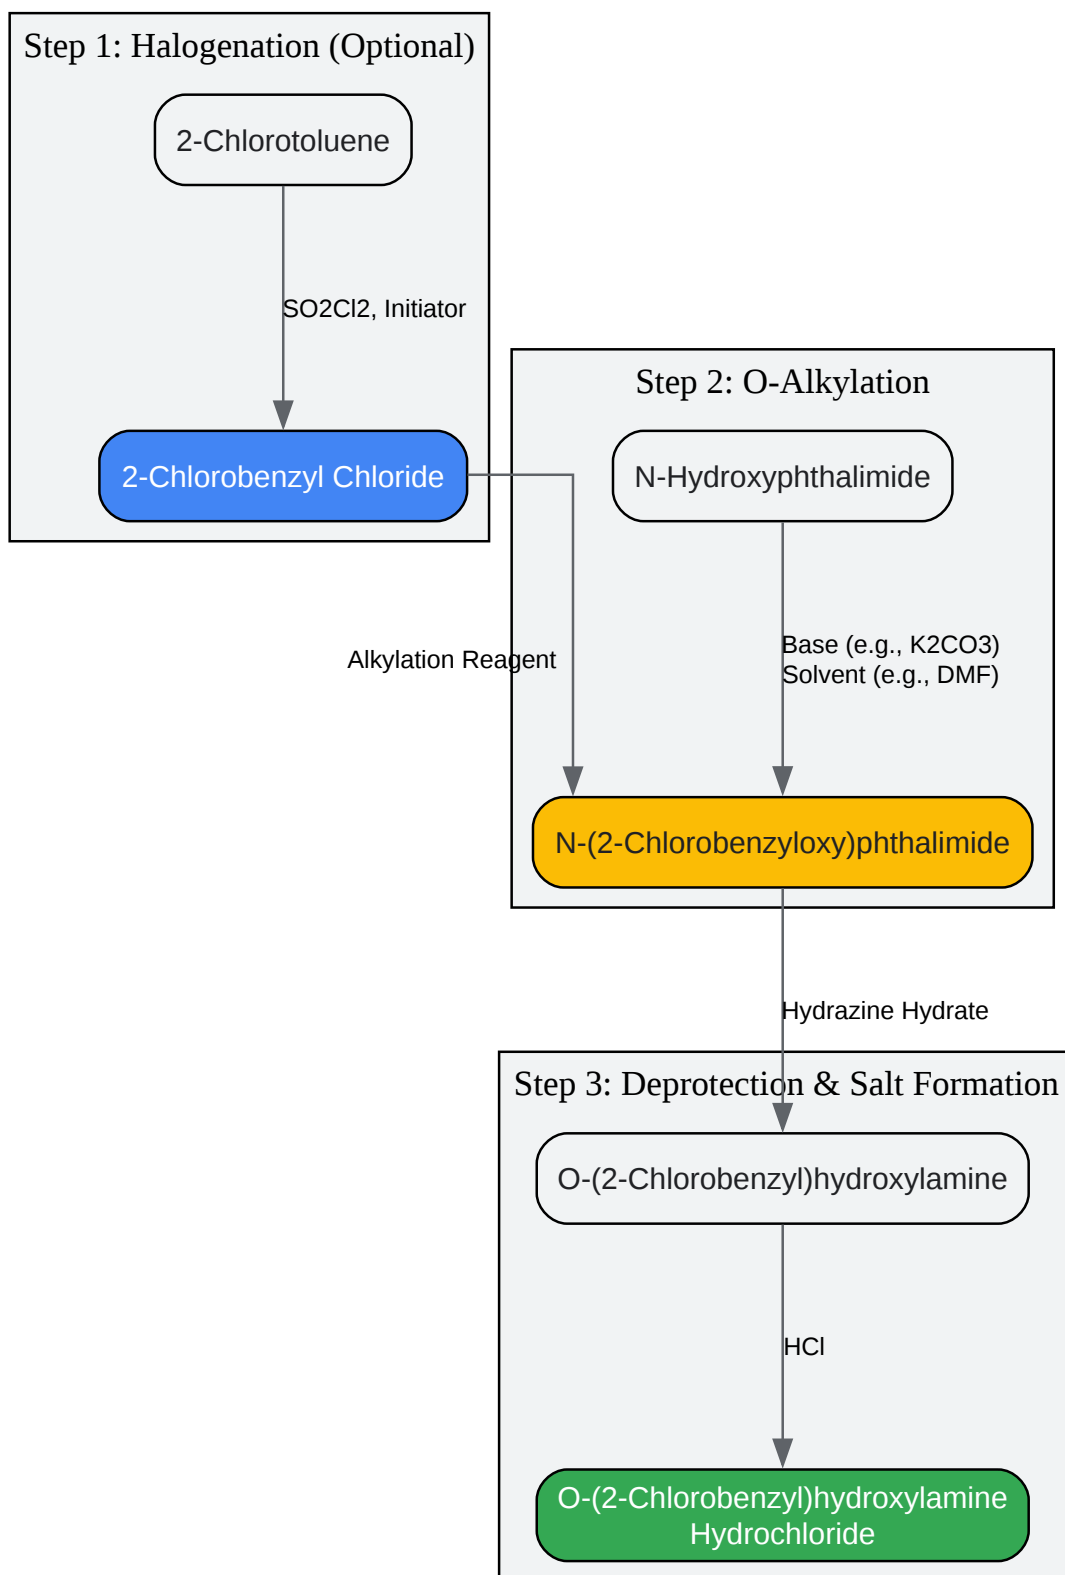 Step 1: Halogenation (Optional)
2-Chlorotoluene
SO2Cl2, Initiator
2-Chlorobenzyl Chloride
Step 2: O-Alkylation
N-Hydroxyphthalimide
Alkylation Reagent
Base (e.g., K2CO3)
Solvent (e.g., DMF)
N-(2-Chlorobenzyloxy)phthalimide
Hydrazine Hydrate
Step 3: Deprotection & Salt Formation
O-(2-Chlorobenzyl)hydroxylamine
HCl
O-(2-Chlorobenzyl)hydroxylamine
Hydrochloride